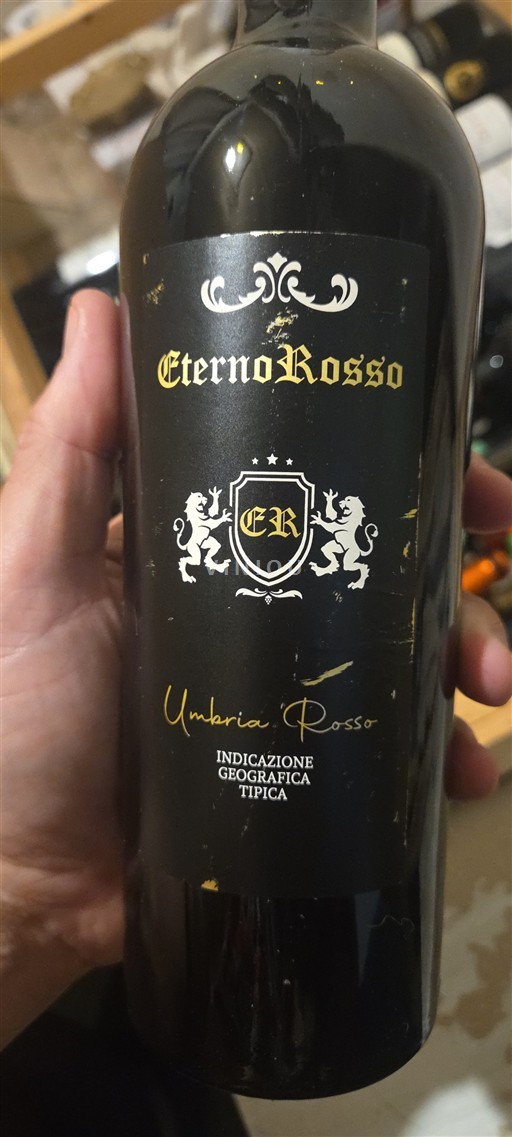 EternoRosso
ER
Umbria Rosso
INDICAZIONE
GEOGRAFICA
TIPICA